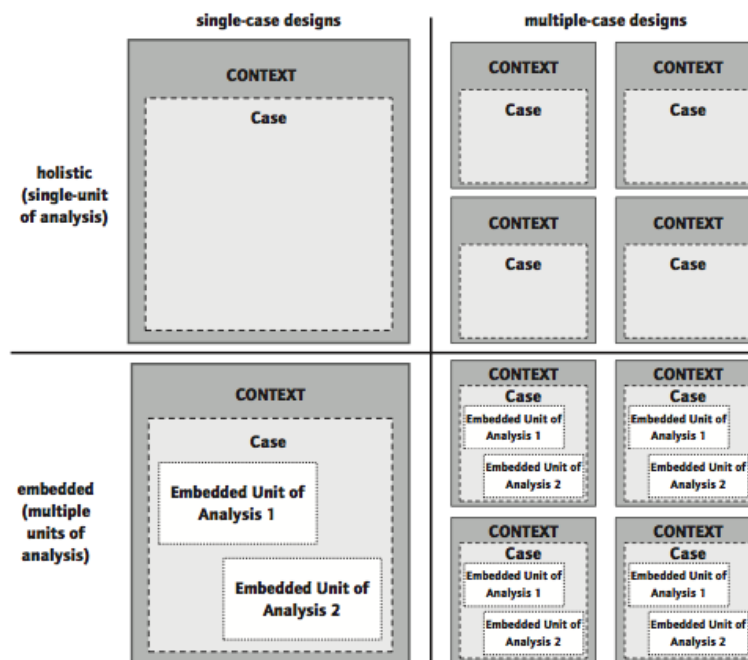 single-case designs
multiple-case designs
holistic
(single-unit
of analysis)
CONTEXT
Case
CONTEXT
Case
CONTEXT
Case
CONTEXT
Case
CONTEXT
Case
embedded
(multiple
units of
analysis)
CONTEXT
Case
Embedded Unit of
Analysis 1
Embedded Unit of
Analysis 2
CONTEXT
Case
Embedded Unit of
Analysis 1
Embedded Unit of
Analysis 2
CONTEXT
Case
Embedded Unit of
Analysis 1
Embedded Unit of
Analysis 2
CONTEXT
Case
Embedded Unit of
Analysis 1
Embedded Unit of
Analysis 2
CONTEXT
Case
Embedded Unit of
Analysis 1
Embedded Unit of
Analysis 2